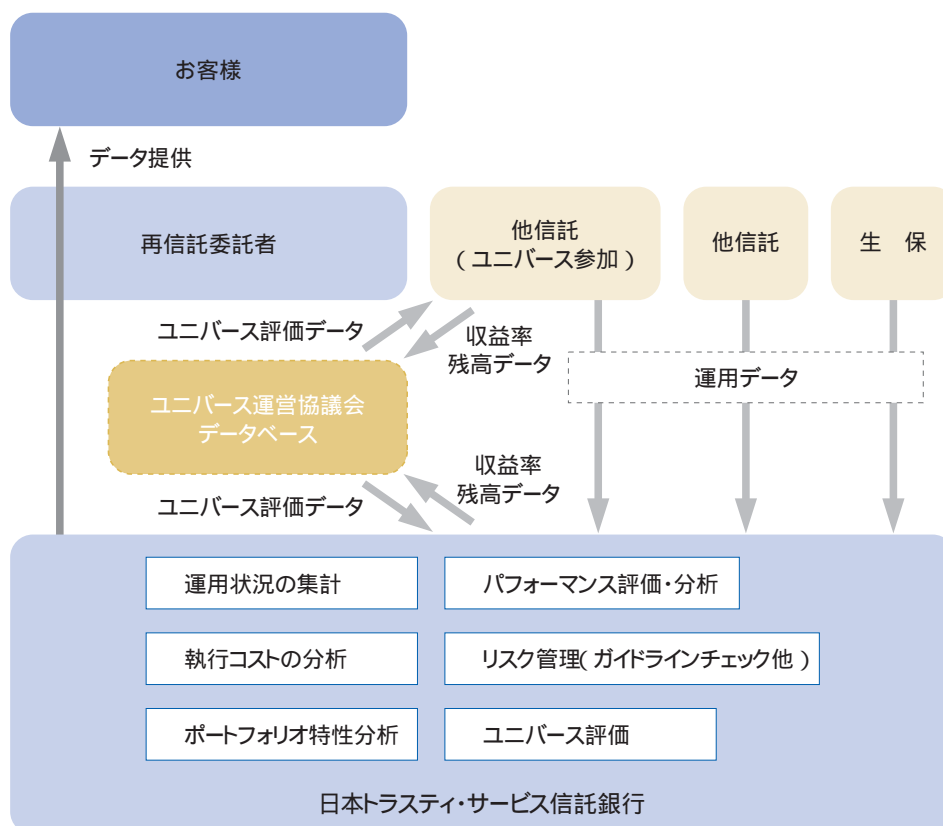 お客様
データ提供
再信託委託者
他信託
(ユニバース参加)
他信託
生 保
ユニバース評価データ
収益率
残高データ
運用データ
ユニバース運営協議会
データベース
収益率
残高データ
ユニバース評価データ
運用状況の集計
パフォーマンス評価・分析
執行コストの分析
リスク管理(ガイドラインチェック他)
ポートフォリオ特性分析
ユニバース評価
日本トラスティ・サービス信託銀行